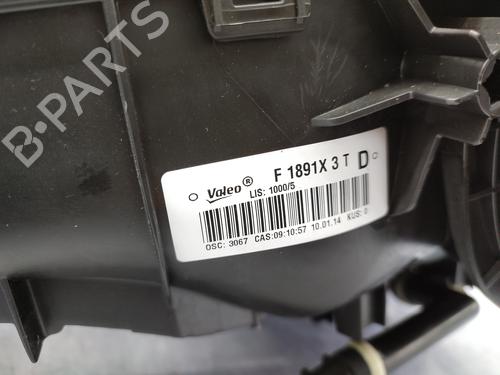 B-PARTS
Valeo® F 1891X 3 T D
LIS: 1000/5
OSC: 3067 CAS:09:10:57 10.01.14 KUS: 0